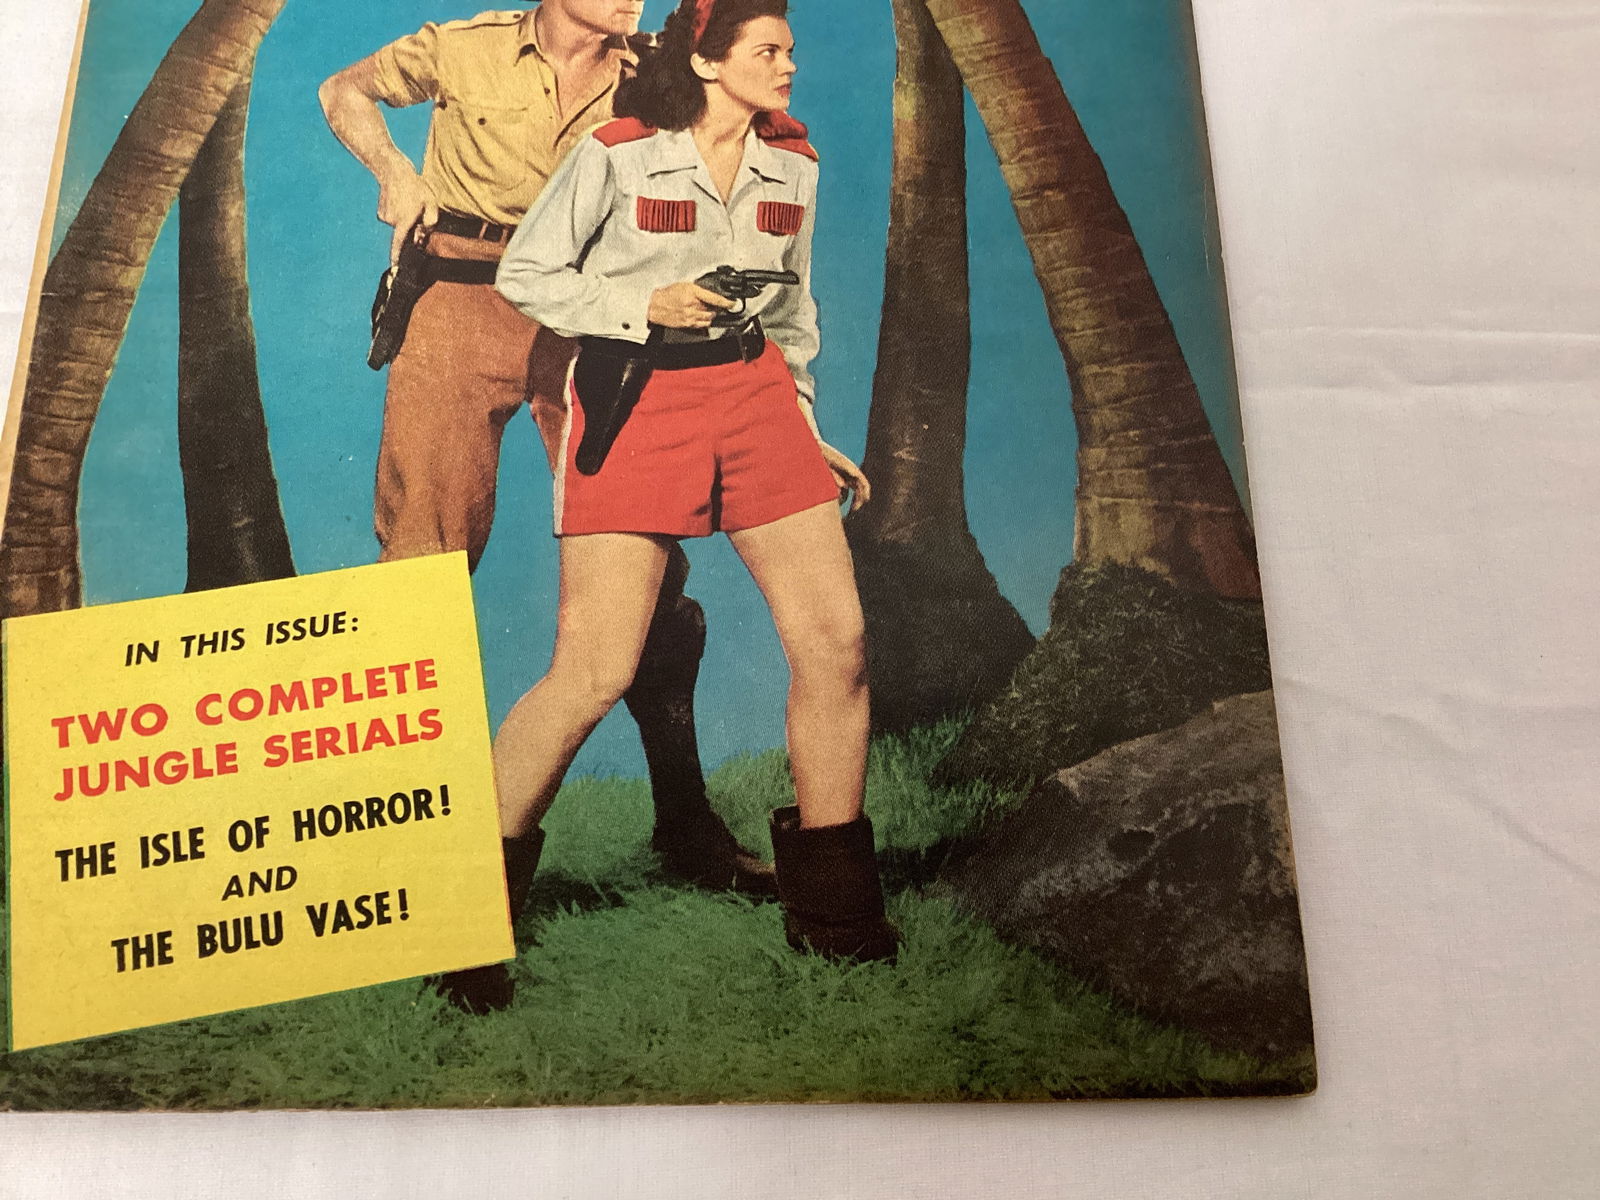 IN THIS ISSUE:
TWO COMPLETE
JUNGLE SERIALS
THE ISLE OF HORROR!
AND
THE BULU VASE!